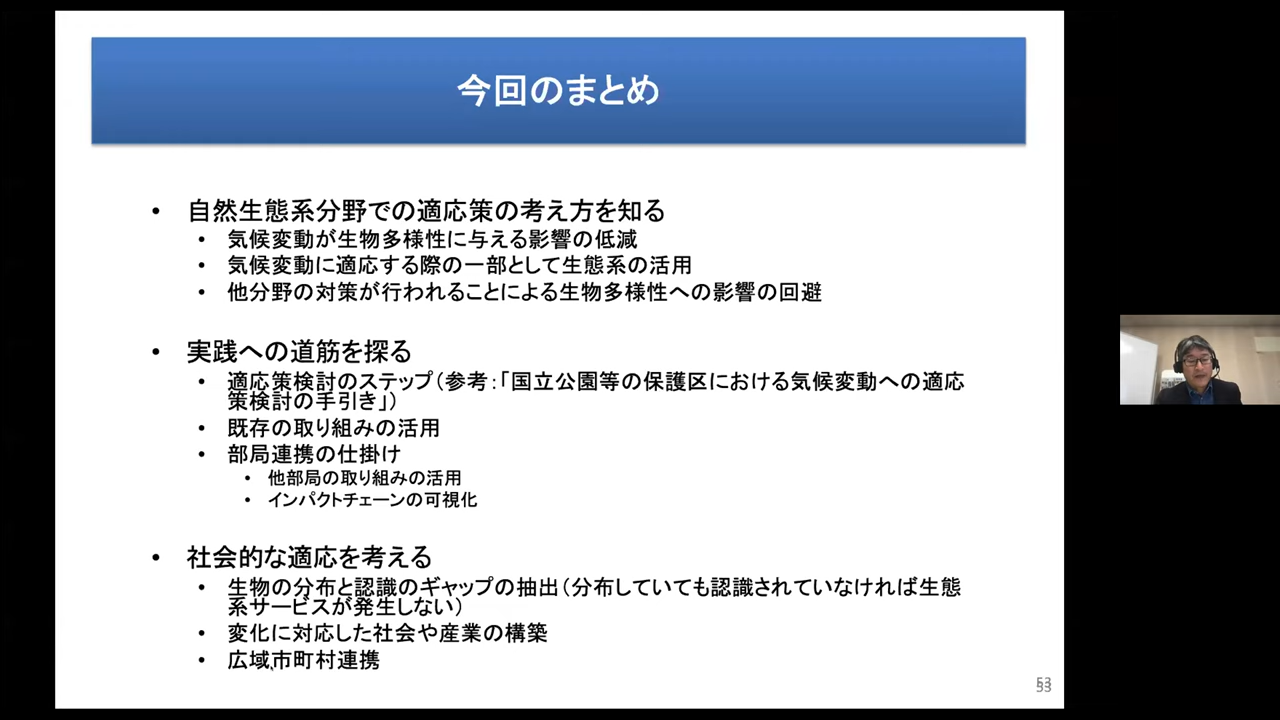 今回のまとめ
• 自然生態系分野での適応策の考え方を知る
• 気候変動が生物多様性に与える影響の低減
• 気候変動に適応する際の一部として生態系の活用
• 他分野の対策が行われることによる生物多様性への影響の回避
• 実践への道筋を探る
• 適応策検討のステップ（参考：「国立公園等の保護区における気候変動への適応
策検討の手引き」）
• 既存の取り組みの活用
• 部局連携の仕掛け
• 他部局の取り組みの活用
• インパクトチェーンの可視化
• 社会的な適応を考える
• 生物の分布と認識のギャップの抽出（分布していても認識されていなければ生態
系サービスが発生しない）
• 変化に対応した社会や産業の構築
• 広域市町村連携
53